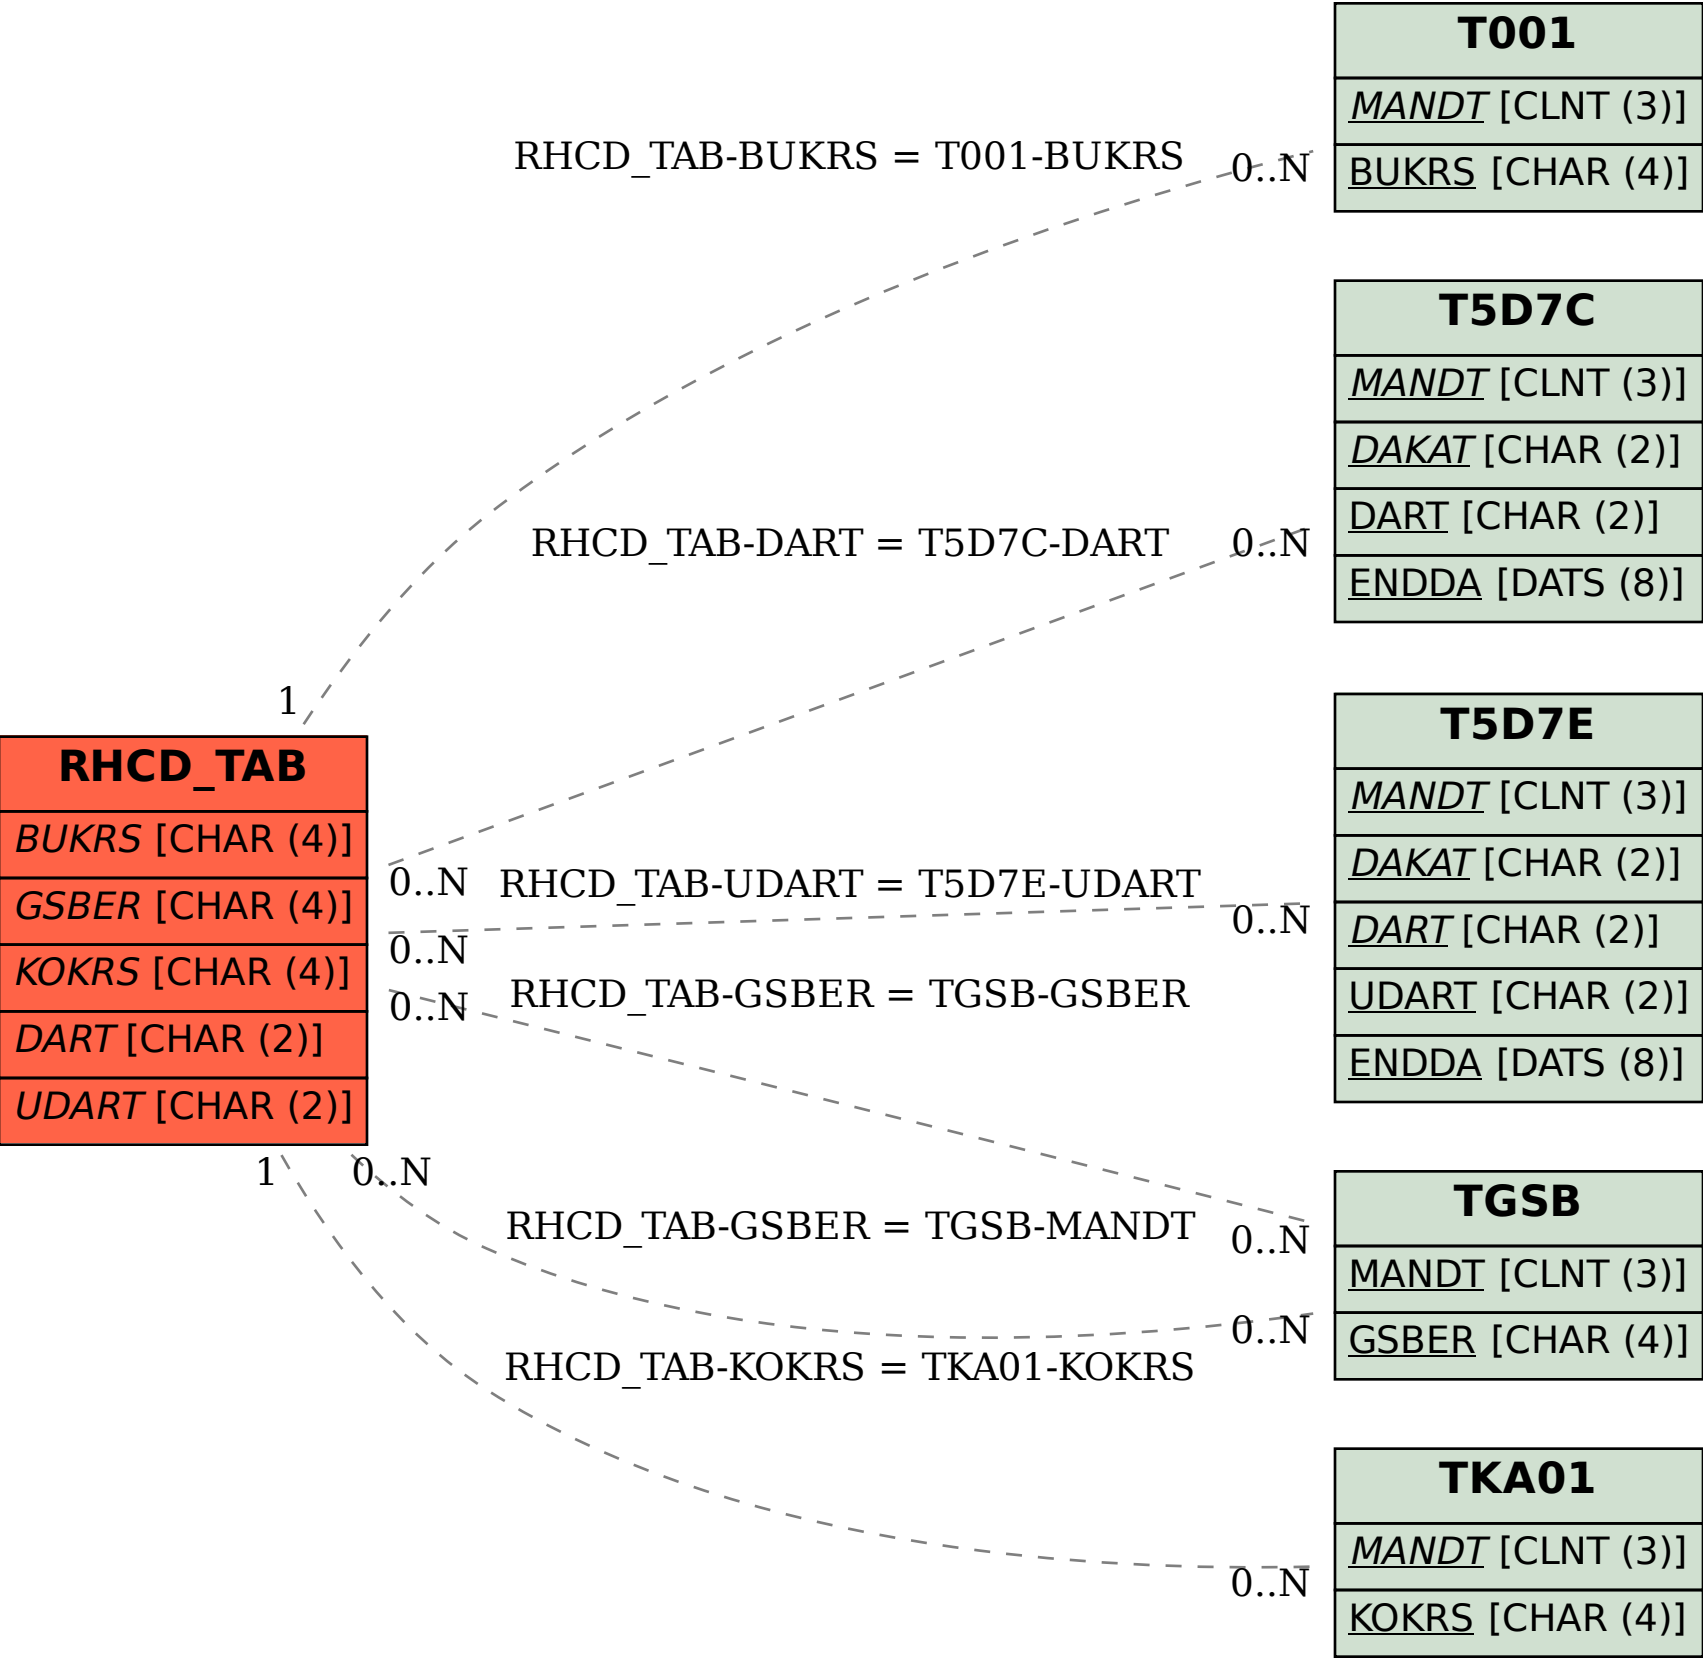 T001
MANDT [CLNT (3)]
BUKRS [CHAR (4)]
RHCD_TAB-BUKRS = T001-BUKRS
0..N
1
T5D7C
MANDT [CLNT (3)]
DAKAT [CHAR (2)]
DART [CHAR (2)]
ENDDA [DATS (8)]
RHCD_TAB-DART = T5D7C-DART
0..N
0..N
RHCD_TAB
BUKRS [CHAR (4)]
GSBER [CHAR (4)]
KOKRS [CHAR (4)]
DART [CHAR (2)]
UDART [CHAR (2)]
T5D7E
MANDT [CLNT (3)]
DAKAT [CHAR (2)]
DART [CHAR (2)]
UDART [CHAR (2)]
ENDDA [DATS (8)]
RHCD_TAB-UDART = T5D7E-UDART
0..N
0..N
RHCD_TAB-GSBER = TGSB-GSBER
0..N
0..N
TGSB
MANDT [CLNT (3)]
GSBER [CHAR (4)]
RHCD_TAB-GSBER = TGSB-MANDT
0..N
0..N
RHCD_TAB-KOKRS = TKA01-KOKRS
1
0..N
TKA01
MANDT [CLNT (3)]
KOKRS [CHAR (4)]